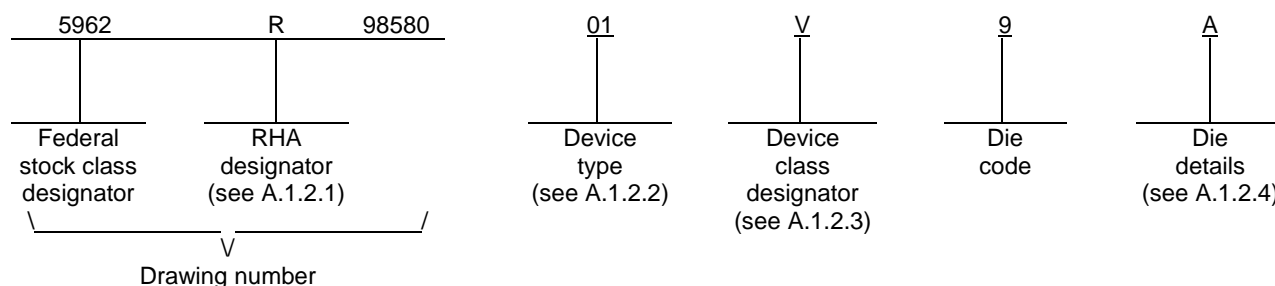 5962 R 98580 01 V 9 A
Federal stock class designator
RHA designator (see A.1.2.1)
Device type (see A.1.2.2)
Device class designator (see A.1.2.3)
Die code
Die details (see A.1.2.4)
Drawing number